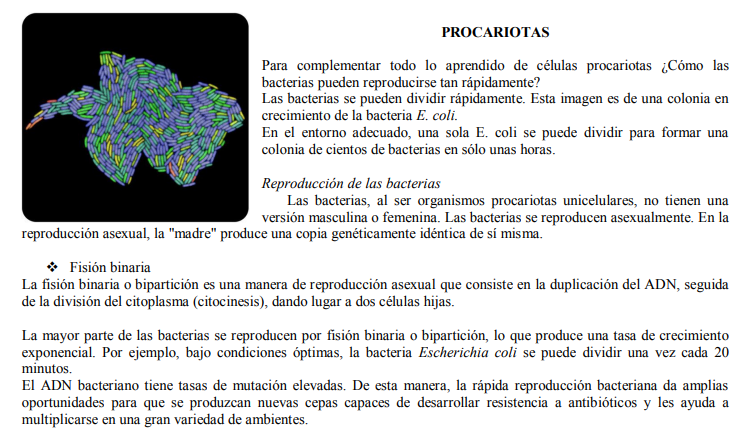 PROCARIOTAS
Para complementar todo lo aprendido de células procariotas ¿Cómo las
bacterias pueden reproducirse tan rápidamente?
Las bacterias se pueden dividir rápidamente. Esta imagen es de una colonia en
crecimiento de la bacteria E. coli.
En el entorno adecuado, una sola E. coli se puede dividir para formar una
colonia de cientos de bacterias en sólo unas horas.
Reproducción de las bacterias
Las bacterias, al ser organismos procariotas unicelulares, no tienen una
versión masculina o femenina. Las bacterias se reproducen asexualmente. En la
reproducción asexual, la "madre" produce una copia genéticamente idéntica de sí misma.
❖ Fisión binaria
La fisión binaria o bipartición es una manera de reproducción asexual que consiste en la duplicación del ADN, seguida
de la división del citoplasma (citocinesis), dando lugar a dos células hijas.
La mayor parte de las bacterias se reproducen por fisión binaria o bipartición, lo que produce una tasa de crecimiento
exponencial. Por ejemplo, bajo condiciones óptimas, la bacteria Escherichia coli se puede dividir una vez cada 20
minutos.
El ADN bacteriano tiene tasas de mutación elevadas. De esta manera, la rápida reproducción bacteriana da amplias
oportunidades para que se produzcan nuevas cepas capaces de desarrollar resistencia a antibióticos y les ayuda a
multiplicarse en una gran variedad de ambientes.